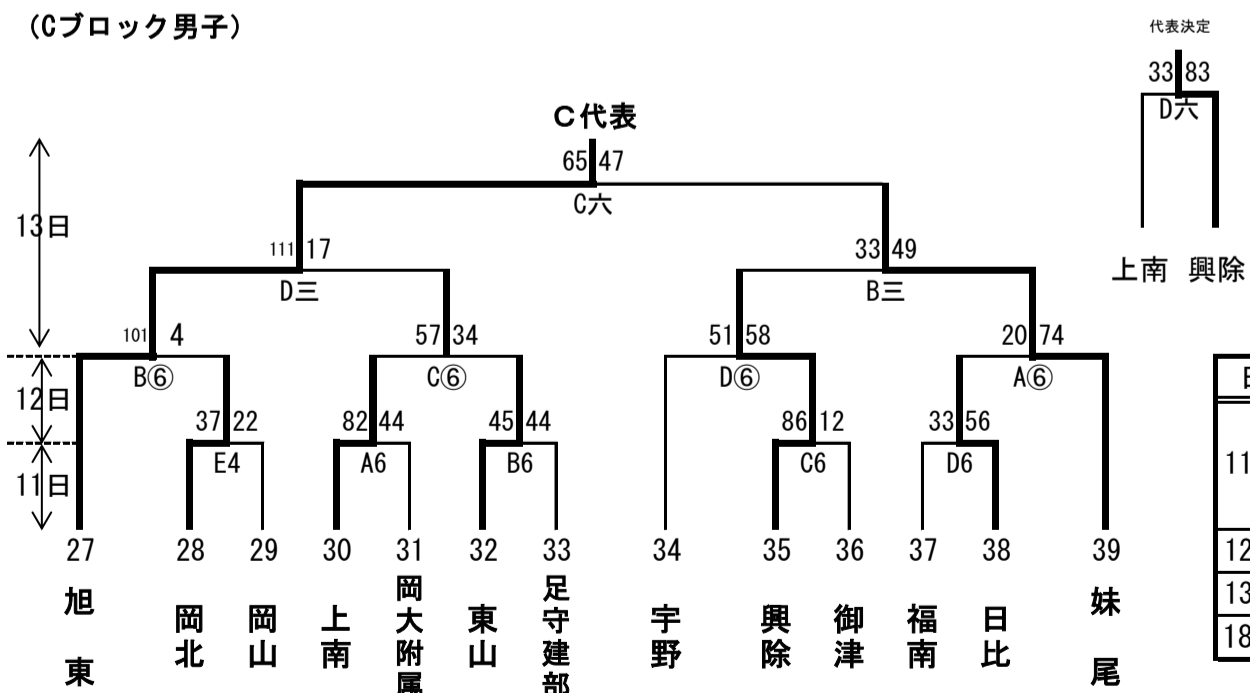 (Cブロック男子)
代表決定
33 83
D六
上南 興除
C代表
65 47
C六
13日
111 17
D三
33 49
B三
101 4
B⑥
57 34
C⑥
51 58
D⑥
20 74
A⑥
12日
37 22
E4
82 44
A6
45 44
B6
86 12
C6
33 56
D6
11日
27 28 29 30 31 32 33 34 35 36 37 38 39
旭東
岡北
岡山
上南
岡大附属
東山
足守建部
宇野
興除
御津
福南
日比
妹尾
11
12
13
18